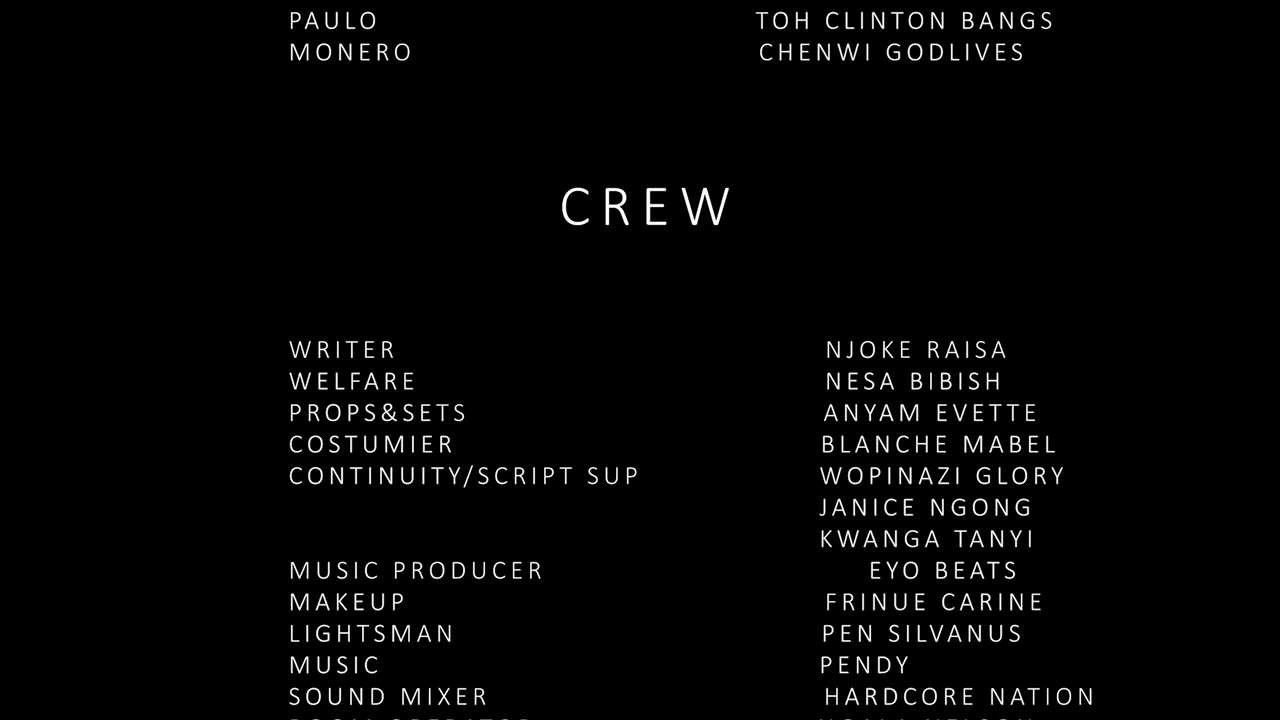 PAULO TOH CLINTON BANGS
MONERO CHENWI GODLIVES
CREW
WRITER NJOKE RAISA
WELFARE NESA BIBISH
PROPS&SETS ANYAM EVETTE
COSTUMIER BLANCHE MABEL
CONTINUITY/SCRIPT SUP WOPINAZI GLORY
JANICE NGONG
KWANGA TANYI
MUSIC PRODUCER EYO BEATS
MAKEUP FRINUE CARINE
LIGHTSMAN PEN SILVANUS
MUSIC PENDY
SOUND MIXER HARDCORE NATION